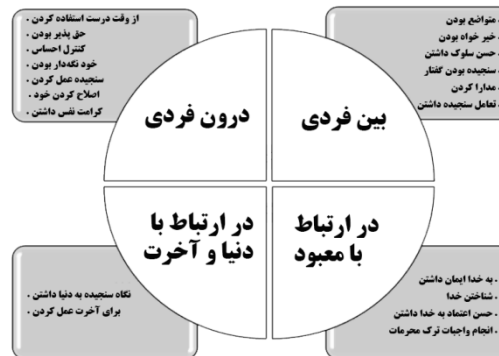 متواضع بودن .
خیر خواه بودن .
حسن سلوک داشتن .
سنجیده بودن گفتار .
مدارا کردن .
تعامل سنجیده داشتن .
از وقت درست استفاده کردن .
حق پذیر بودن .
کنترل احساس .
خود نگه‌دار بودن .
سنجیده عمل کردن .
اصلاح کردن خود .
کرامت نفس داشتن .
بین فردی
درون فردی
در ارتباط
با معبود
در ارتباط با
دنیا و آخرت
به خدا ایمان داشتن .
شناختن خدا .
حسن اعتماد به خدا داشتن .
انجام واجبات ترک محرمات .
نگاه سنجیده به دنیا داشتن .
برای آخرت عمل کردن .